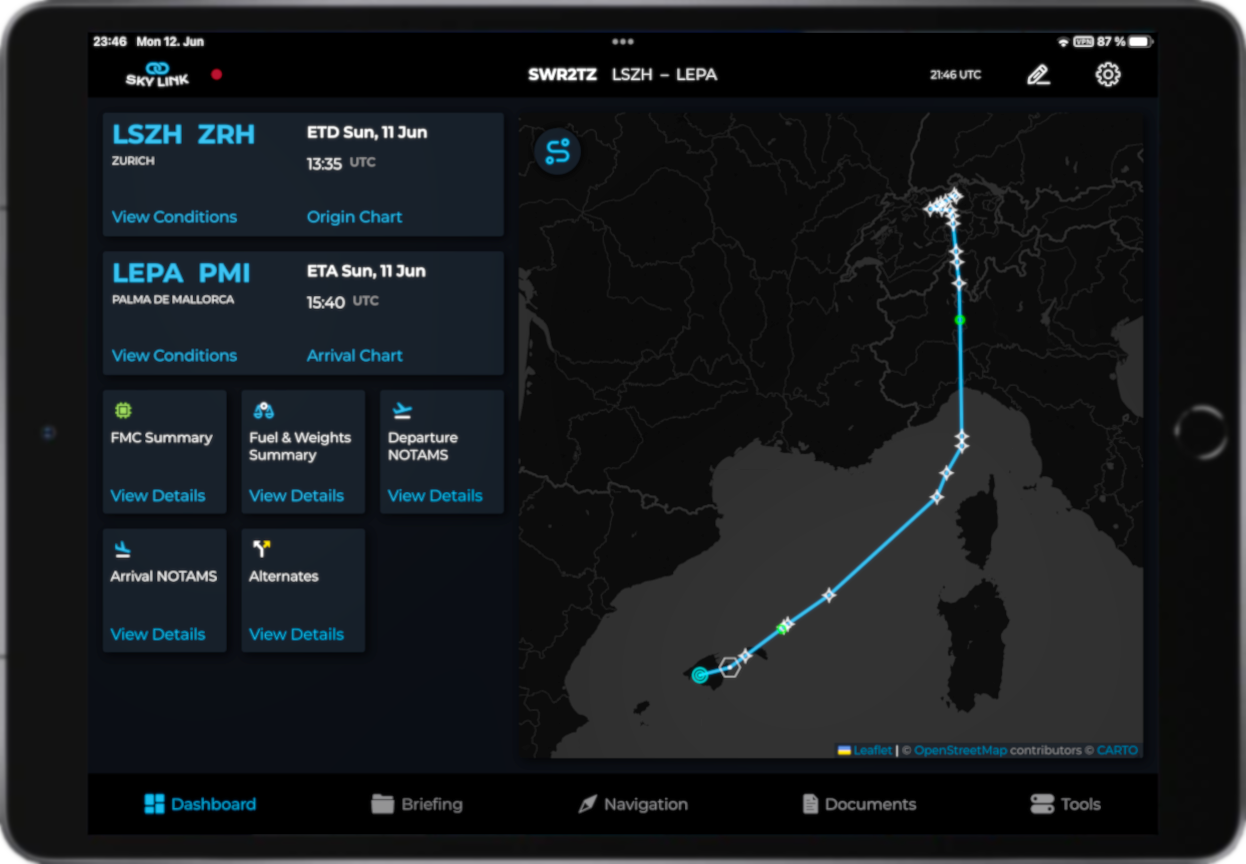 23:46 Mon 12. Jun
VPN 87 %
SKY LINK
SWR2TZ LSZH – LEPA
21:46 UTC
LSZH ZRH
ZURICH
ETD Sun, 11 Jun
13:35 UTC
View Conditions
Origin Chart
LEPA PMI
PALMA DE MALLORCA
ETA Sun, 11 Jun
15:40 UTC
View Conditions
Arrival Chart
FMC Summary
View Details
Fuel & Weights
Summary
View Details
Departure
NOTAMS
View Details
Arrival NOTAMS
View Details
Alternates
View Details
Leaflet | © OpenStreetMap contributors © CARTO
Dashboard
Briefing
Navigation
Documents
Tools